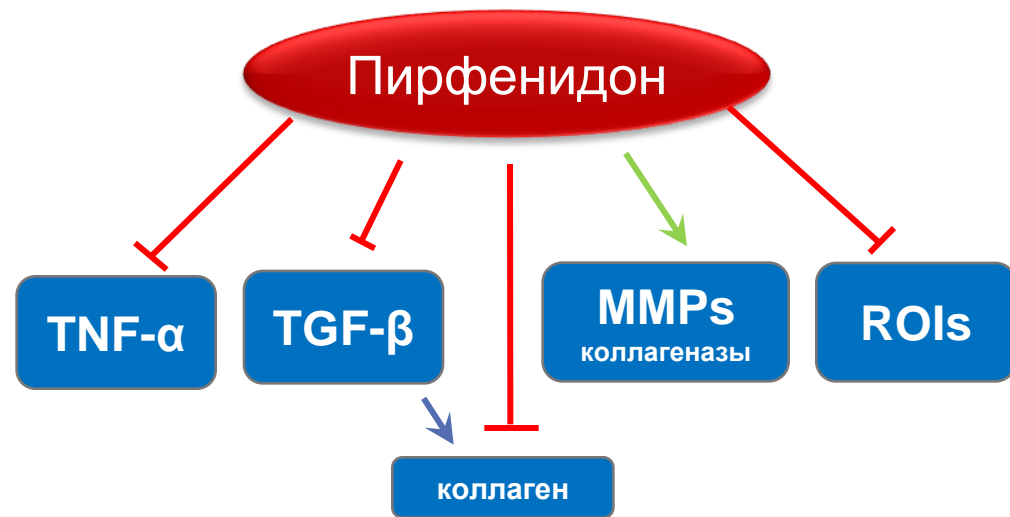 Пирфенидон
TNF-α
TGF-β
MMPs
коллагеназы
ROIs
коллаген